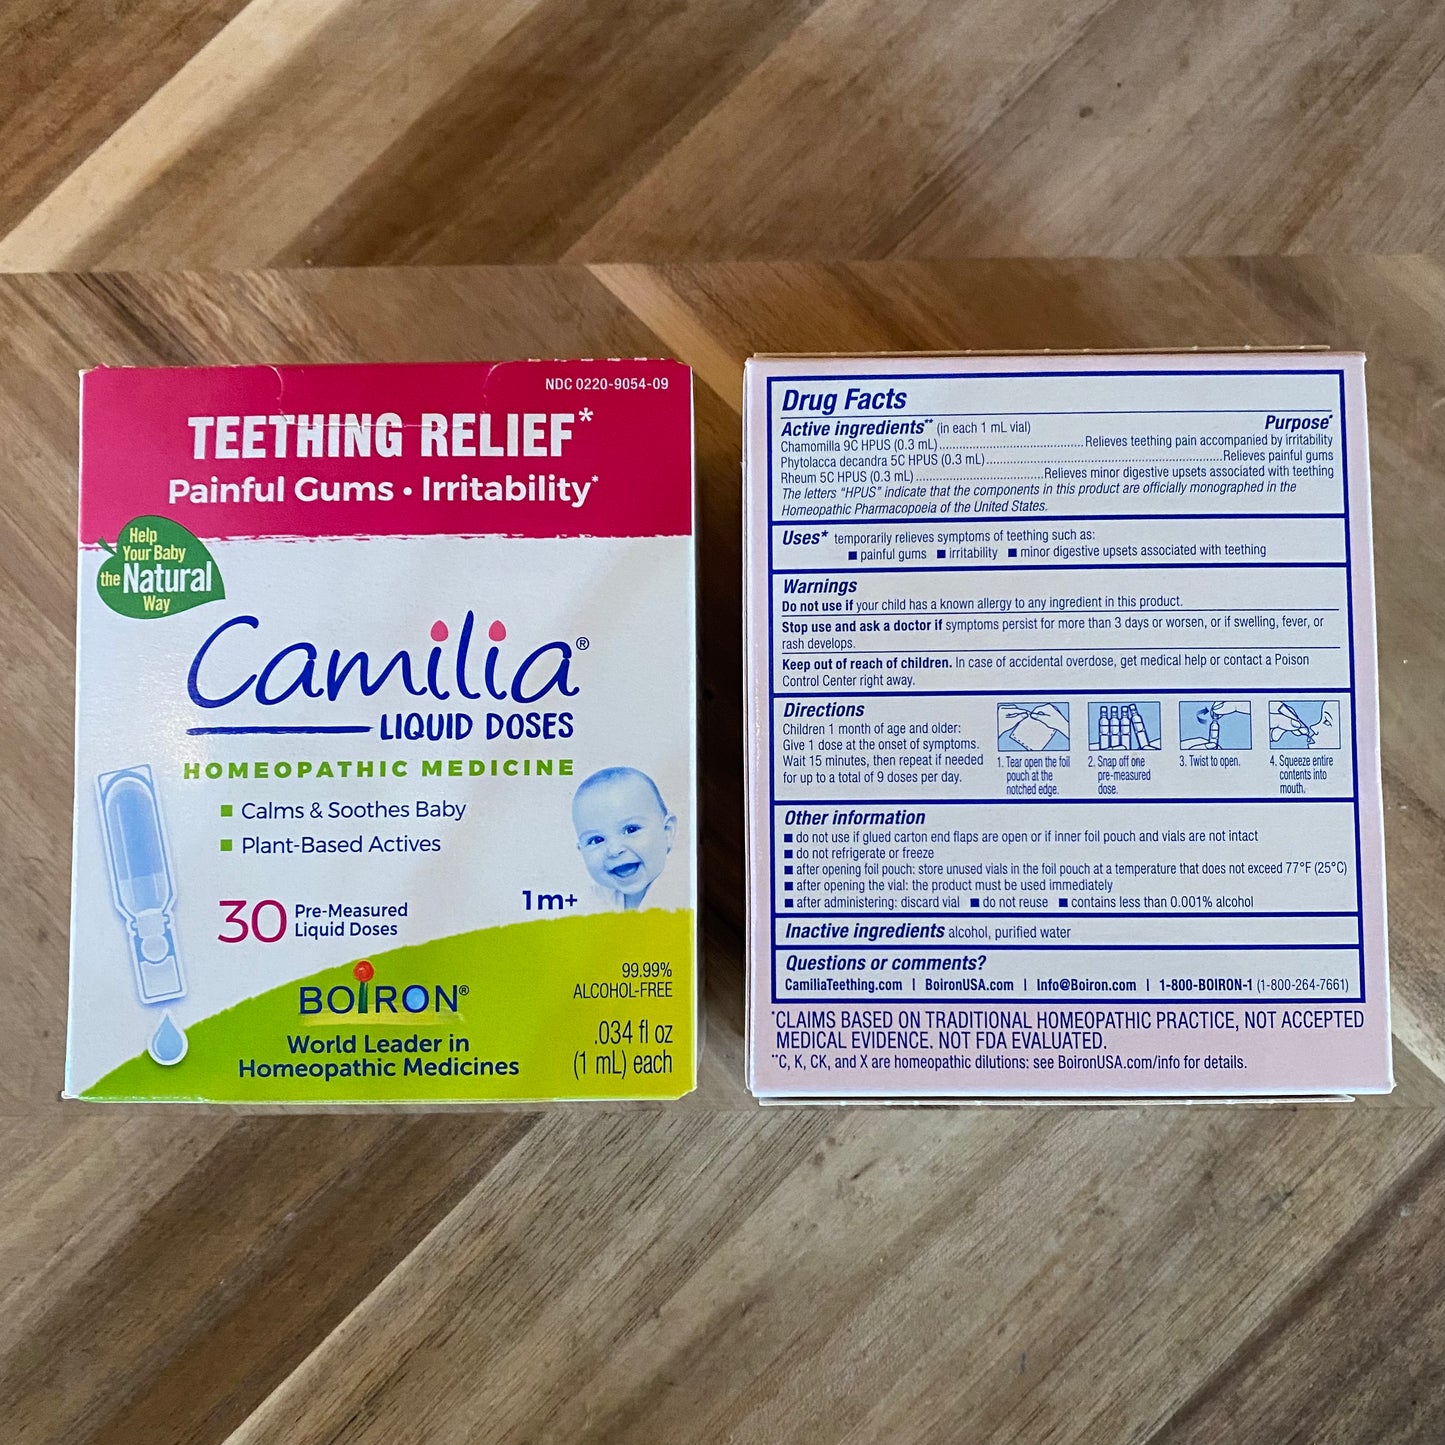 NDC 0220-9054-09
TEETHING RELIEF*
Painful Gums • Irritability*
Help
Your Baby
the Natural
Way
Camilia®
LIQUID DOSES
HOMEOPATHIC MEDICINE
■ Calms & Soothes Baby
■ Plant-Based Actives
1m+
30 Pre-Measured
Liquid Doses
BOIRON®
World Leader in
Homeopathic Medicines
99.99%
ALCOHOL-FREE
.034 fl oz
(1 mL) each
Drug Facts
Active ingredients** (in each 1 mL vial) Purpose*
Chamomilla 9C HPUS (0.3 mL)..............................Relieves teething pain accompanied by irritability
Phytolacca decandra 5C HPUS (0.3 mL)..............................Relieves painful gums
Rheum 5C HPUS (0.3 mL)..............................Relieves minor digestive upsets associated with teething
The letters "HPUS" indicate that the components in this product are officially monographed in the
Homeopathic Pharmacopoeia of the United States.
Uses* temporarily relieves symptoms of teething such as:
■ painful gums ■ irritability ■ minor digestive upsets associated with teething
Warnings
Do not use if your child has a known allergy to any ingredient in this product.
Stop use and ask a doctor if symptoms persist for more than 3 days or worsen, or if swelling, fever, or
rash develops.
Keep out of reach of children. In case of accidental overdose, get medical help or contact a Poison
Control Center right away.
Directions
Children 1 month of age and older:
Give 1 dose at the onset of symptoms.
Wait 15 minutes, then repeat if needed
for up to a total of 9 doses per day.
1. Tear open the foil
pouch at the
notched edge.
2. Snap off one
pre-measured
dose.
3. Twist to open.
4. Squeeze entire
contents into
mouth.
Other information
■ do not use if glued carton end flaps are open or if inner foil pouch and vials are not intact
■ do not refrigerate or freeze
■ after opening foil pouch: store unused vials in the foil pouch at a temperature that does not exceed 77°F (25°C)
■ after opening the vial: the product must be used immediately
■ after administering: discard vial ■ do not reuse ■ contains less than 0.001% alcohol
Inactive ingredients alcohol, purified water
Questions or comments?
CamiliaTeething.com | BoironUSA.com | Info@Boiron.com | 1-800-BOIRON-1 (1-800-264-7661)
*CLAIMS BASED ON TRADITIONAL HOMEOPATHIC PRACTICE, NOT ACCEPTED
MEDICAL EVIDENCE. NOT FDA EVALUATED.
**C, K, CK, and X are homeopathic dilutions: see BoironUSA.com/info for details.